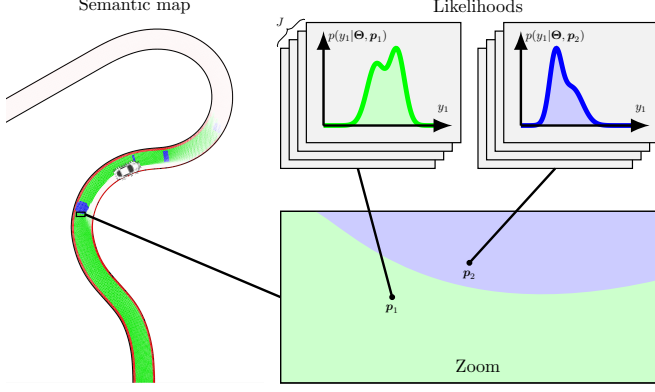 Semantic map
Likelihoods
J
p(y₁|Θ, p₁)
y₁
p(y₁|Θ, p₂)
y₁
p₂
p₁
Zoom